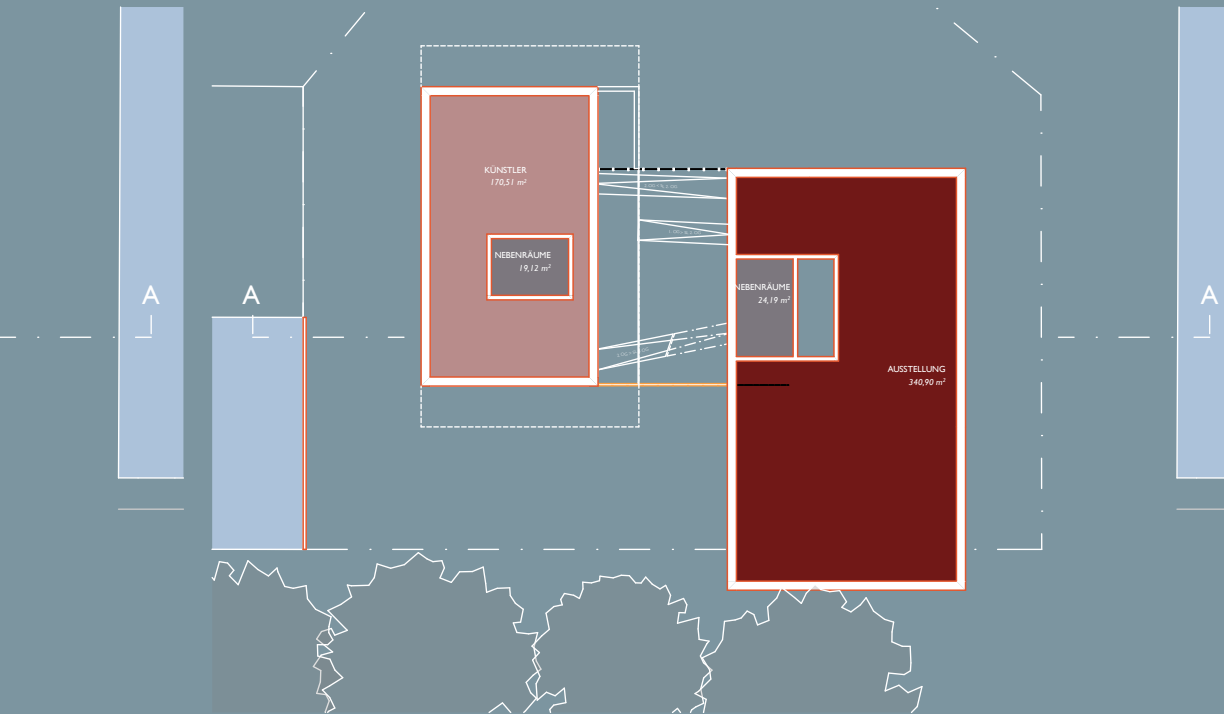 KÜNSTLER
170,51 m²
NEBENRÄUME
19,12 m²
NEBENRÄUME
24,19 m²
A
A
A
AUSSTELLUNG
340,90 m²